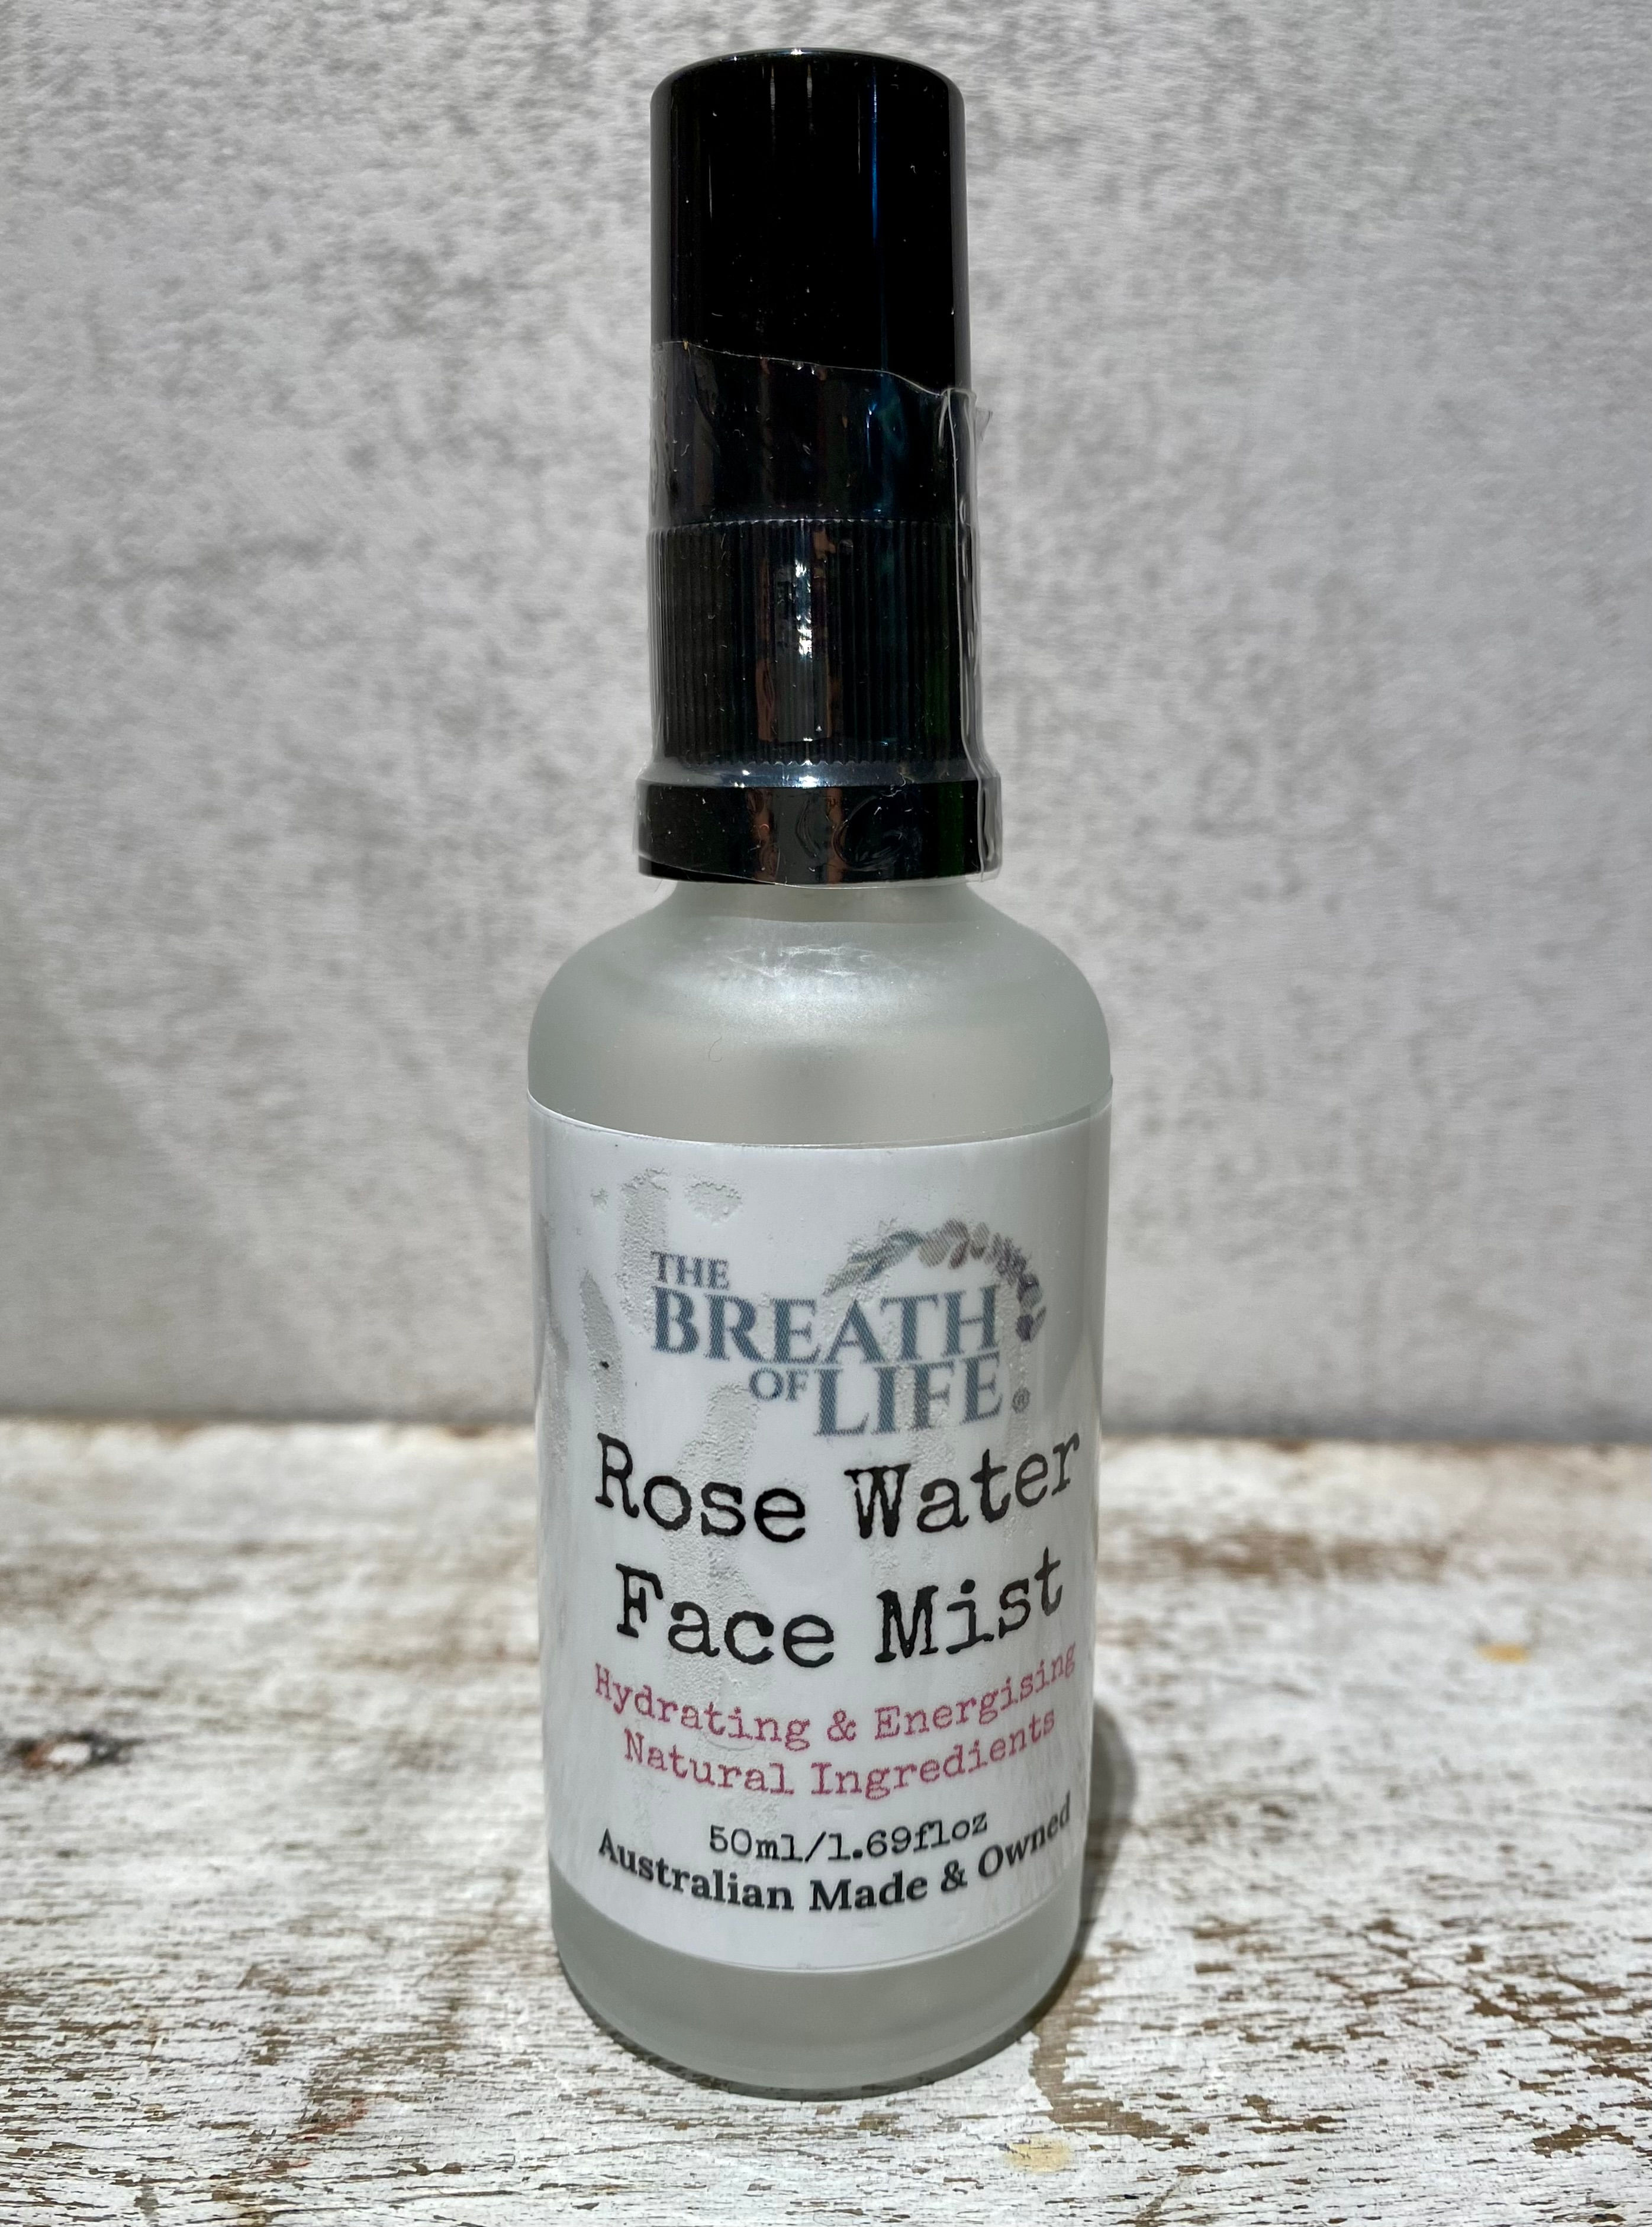 THE
BREATH
OF LIFE®
Rose Water
Face Mist
Hydrating & Energising
Natural Ingredients
50ml/1.69floz
Australian Made & Owned